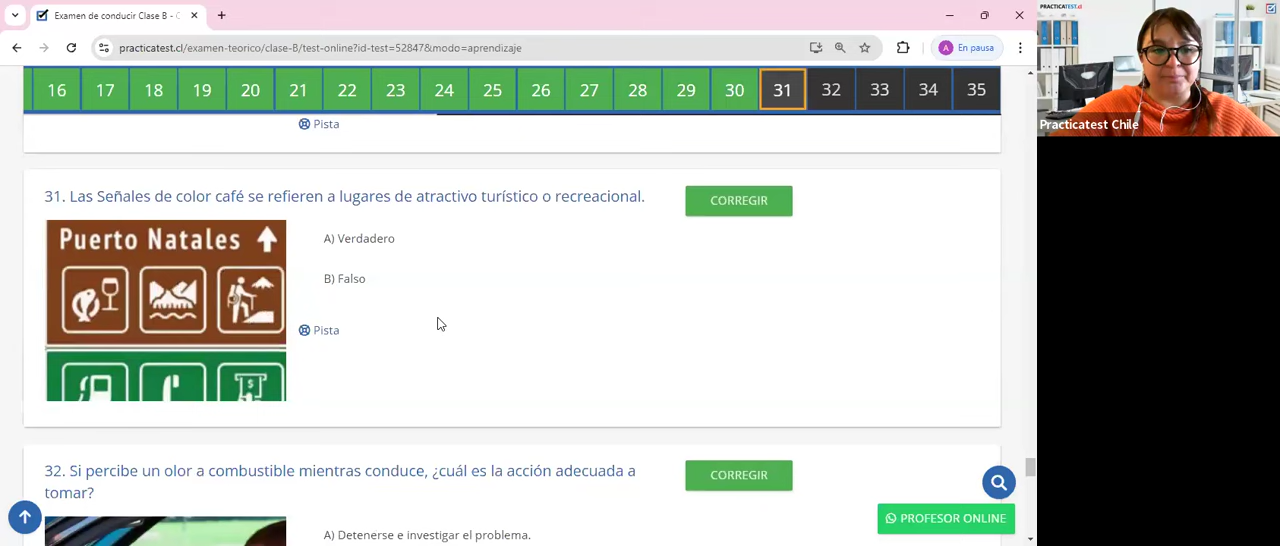 Examen de conducir Clase B - C
practicatest.cl/examen-teorico/clase-B/test-online?id-test=52847&modo=aprendizaje
A En pausa
PRACTICATEST.cl
16 17 18 19 20 21 22 23 24 25 26 27 28 29 30 31 32 33 34 35
Practicatest Chile
Pista
31. Las Señales de color café se refieren a lugares de atractivo turístico o recreacional.
CORREGIR
Puerto Natales
A) Verdadero
B) Falso
Pista
$
32. Si percibe un olor a combustible mientras conduce, ¿cuál es la acción adecuada a
tomar?
CORREGIR
PROFESOR ONLINE
A) Detenerse e investigar el problema.